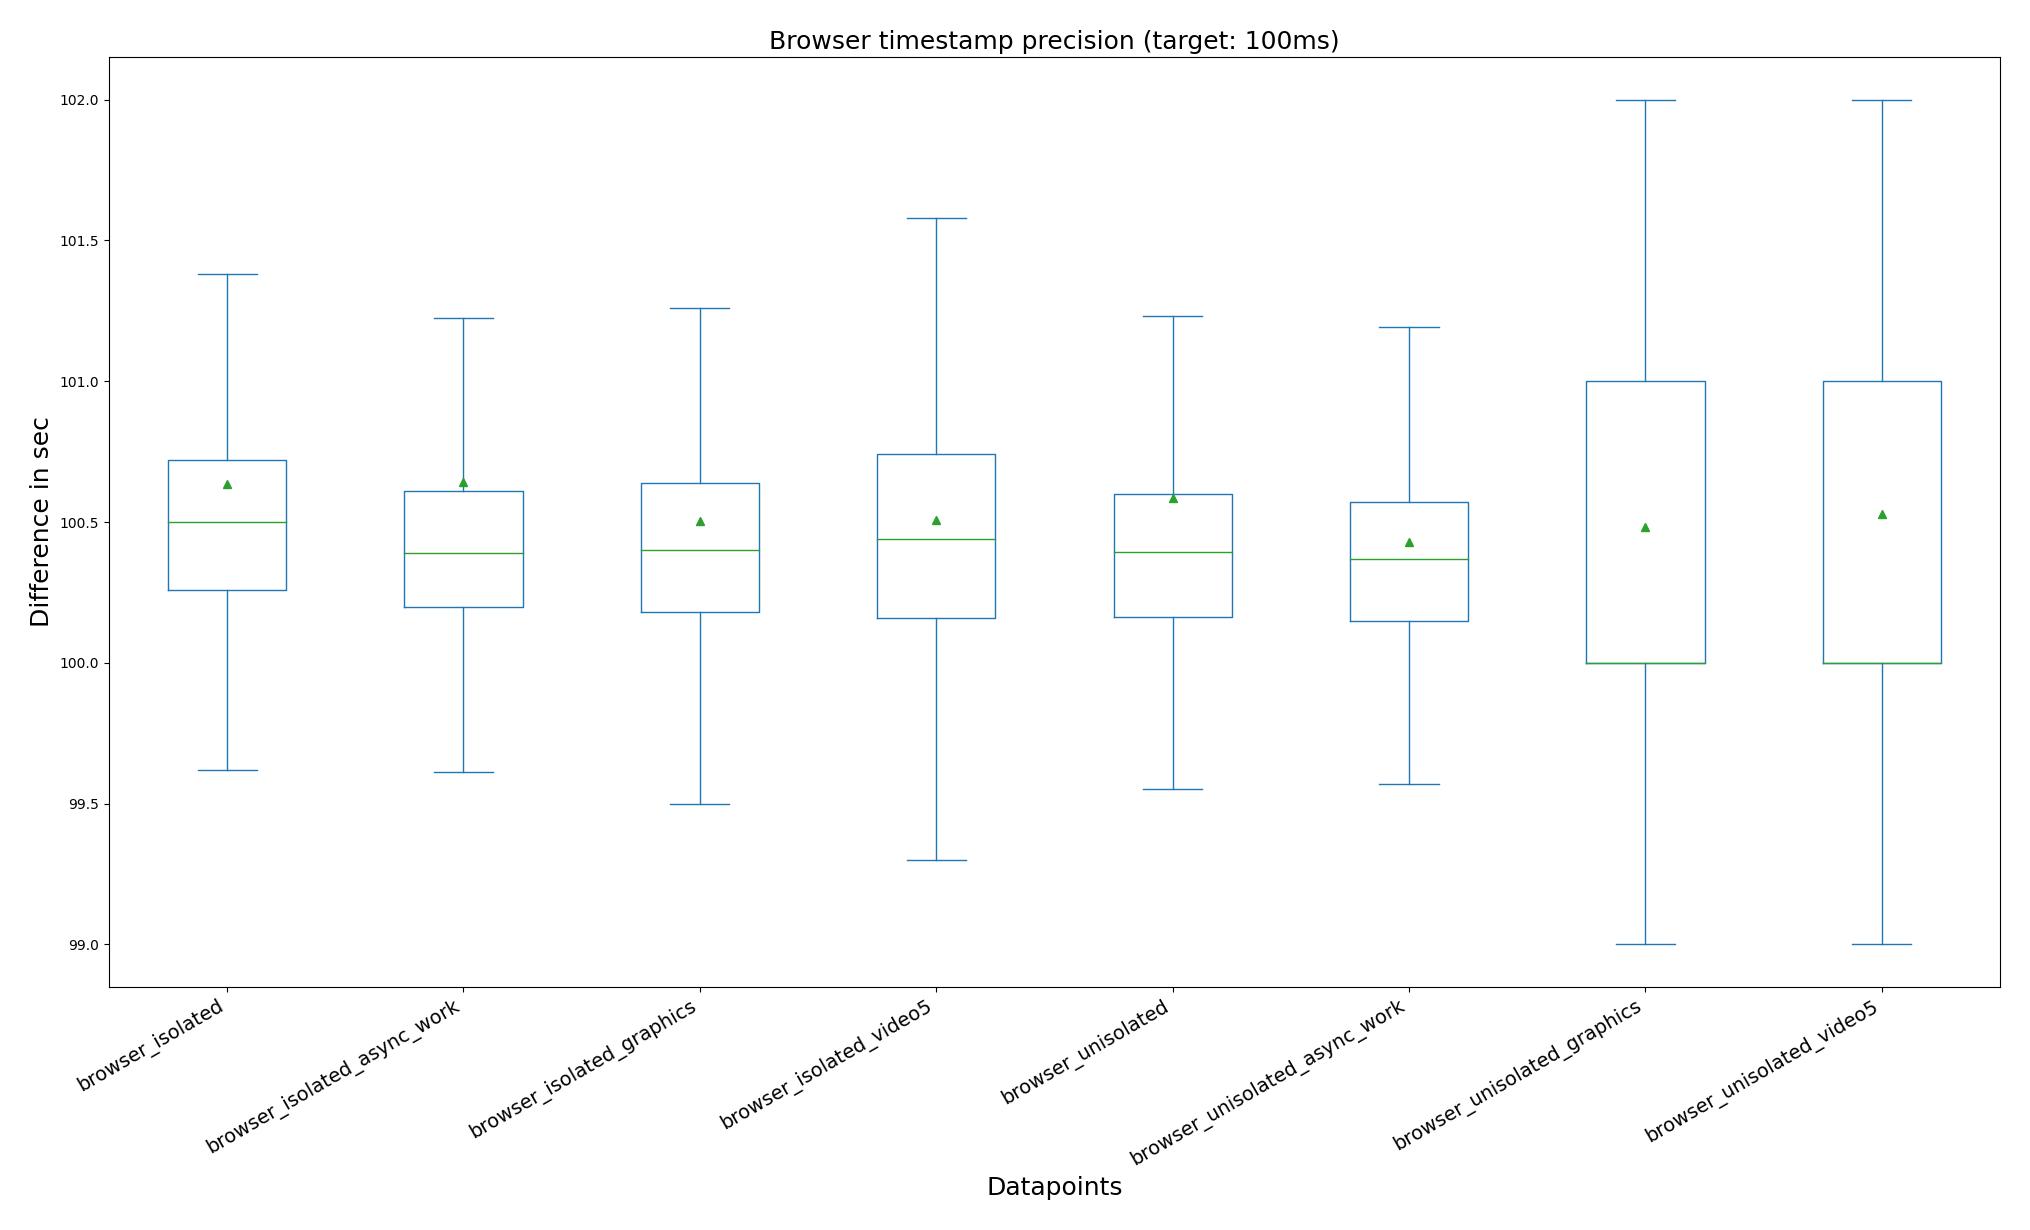 Browser timestamp precision (target: 100ms)
102.0
101.5
101.0
100.5
100.0
99.5
99.0
Difference in sec
browser_isolated
browser_isolated_async_work
browser_isolated_graphics
browser_isolated_video5
browser_unisolated
browser_unisolated_async_work
browser_unisolated_graphics
browser_unisolated_video5
Datapoints